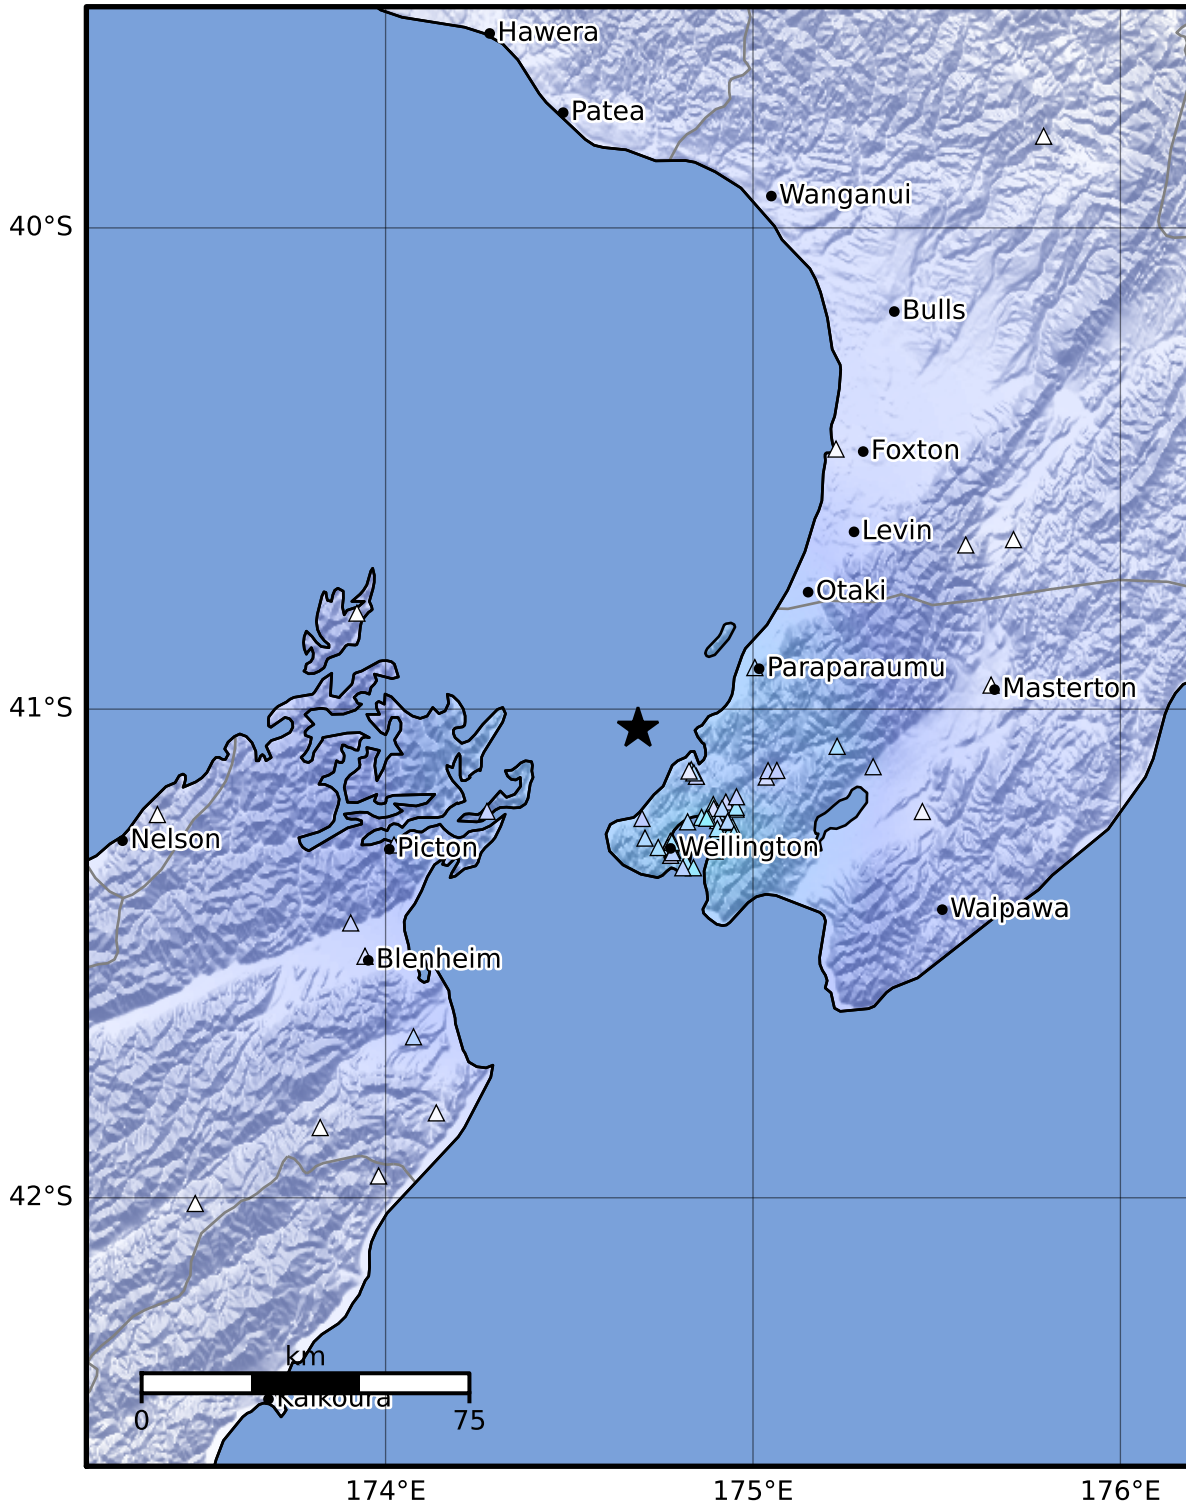 Hawera
Patea
Wanganui
40°S
Bulls
Foxton
Levin
Otaki
Paraparaumu
Masterton
41°S
Nelson
Picton
Wellington
Waipawa
Blenheim
42°S
km
Kaikoura
0
75
174°E
175°E
176°E